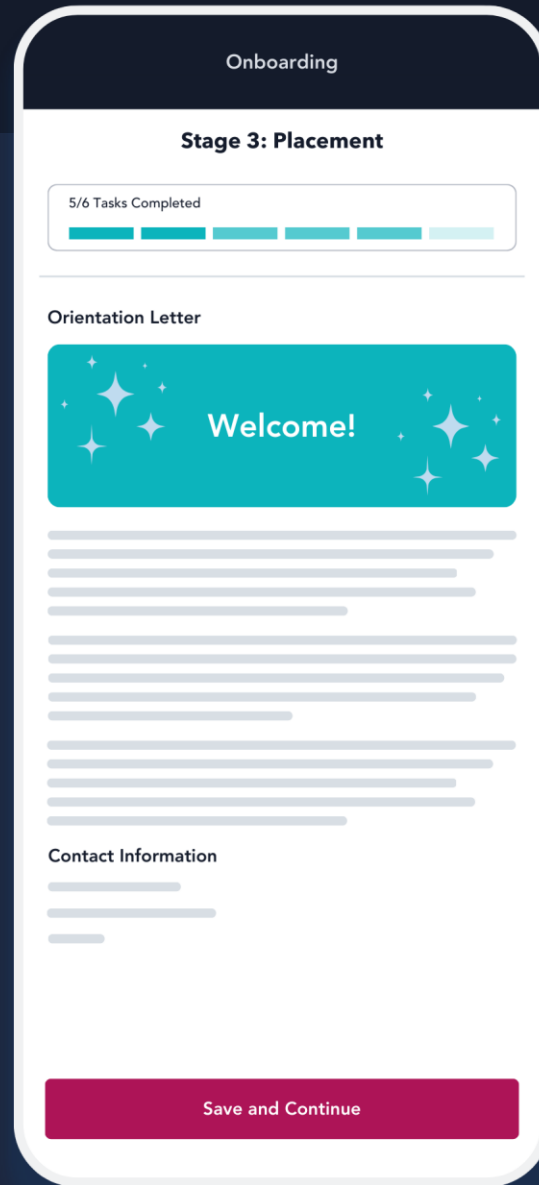 Onboarding
Stage 3: Placement
5/6 Tasks Completed
Orientation Letter
Welcome!
Contact Information
Save and Continue